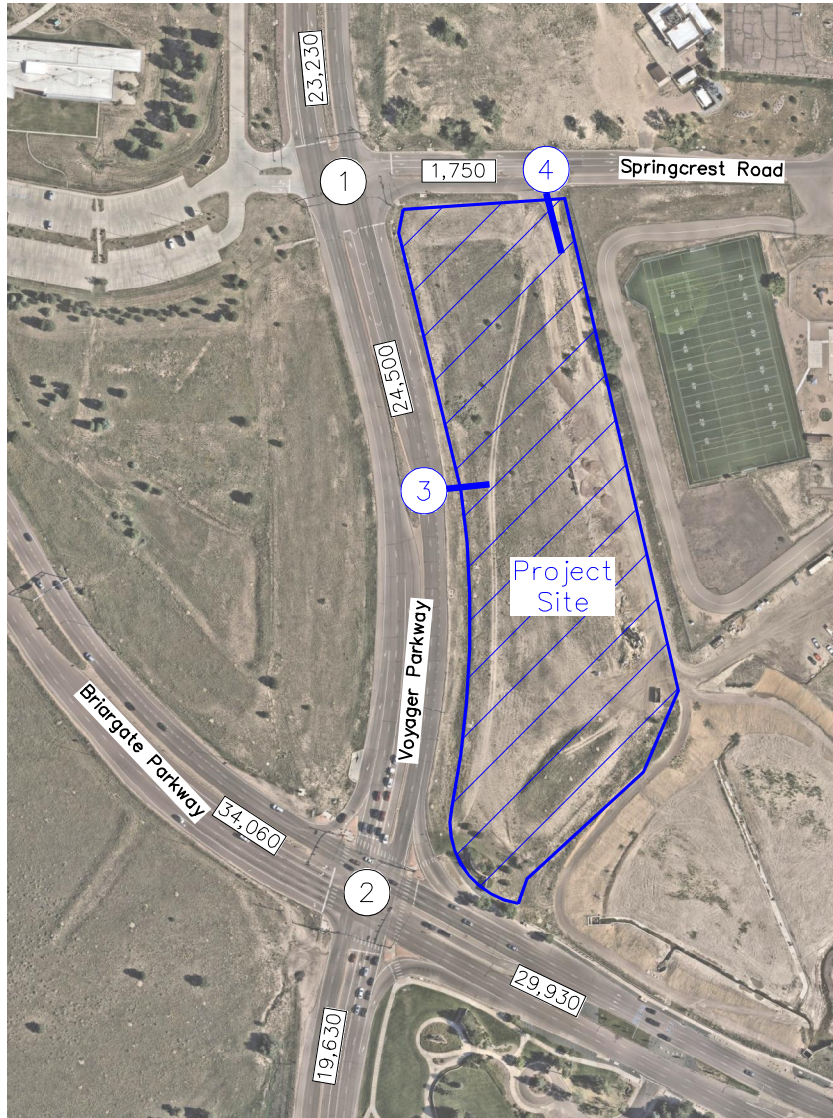 23,230
1
1,750
4
Springcrest Road
24,500
3
Project
Site
Voyager Parkway
Briargate Parkway
34,060
2
29,930
19,630